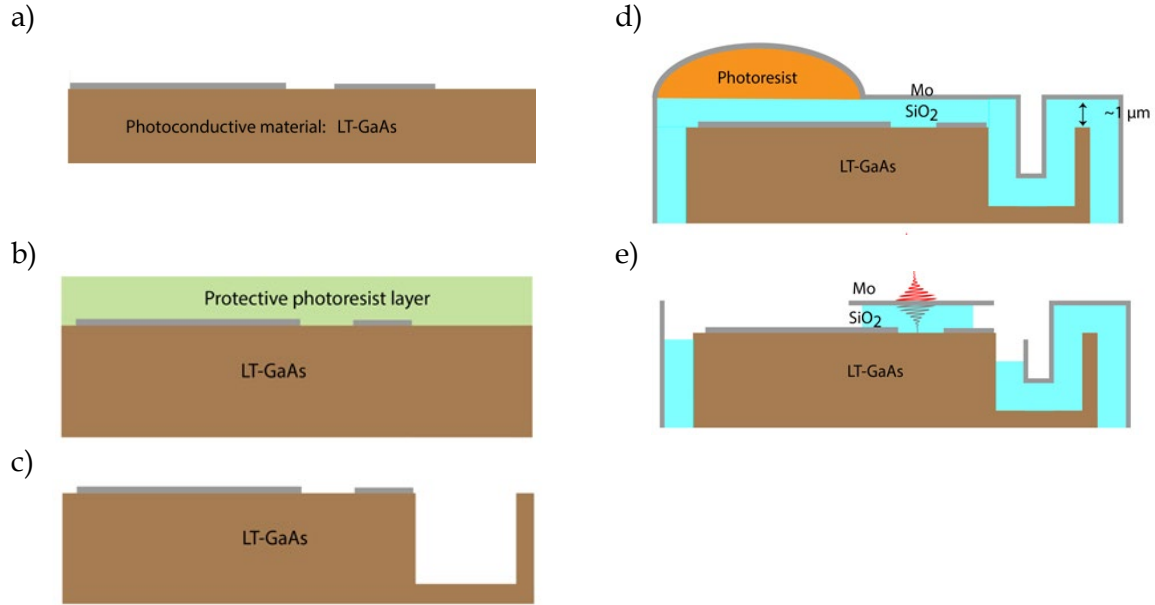 a)
Photoconductive material: LT-GaAs
b)
Protective photoresist layer
LT-GaAs
c)
LT-GaAs
d)
Photoresist
Mo
SiO2
~1 μm
LT-GaAs
e)
Mo
SiO2
LT-GaAs